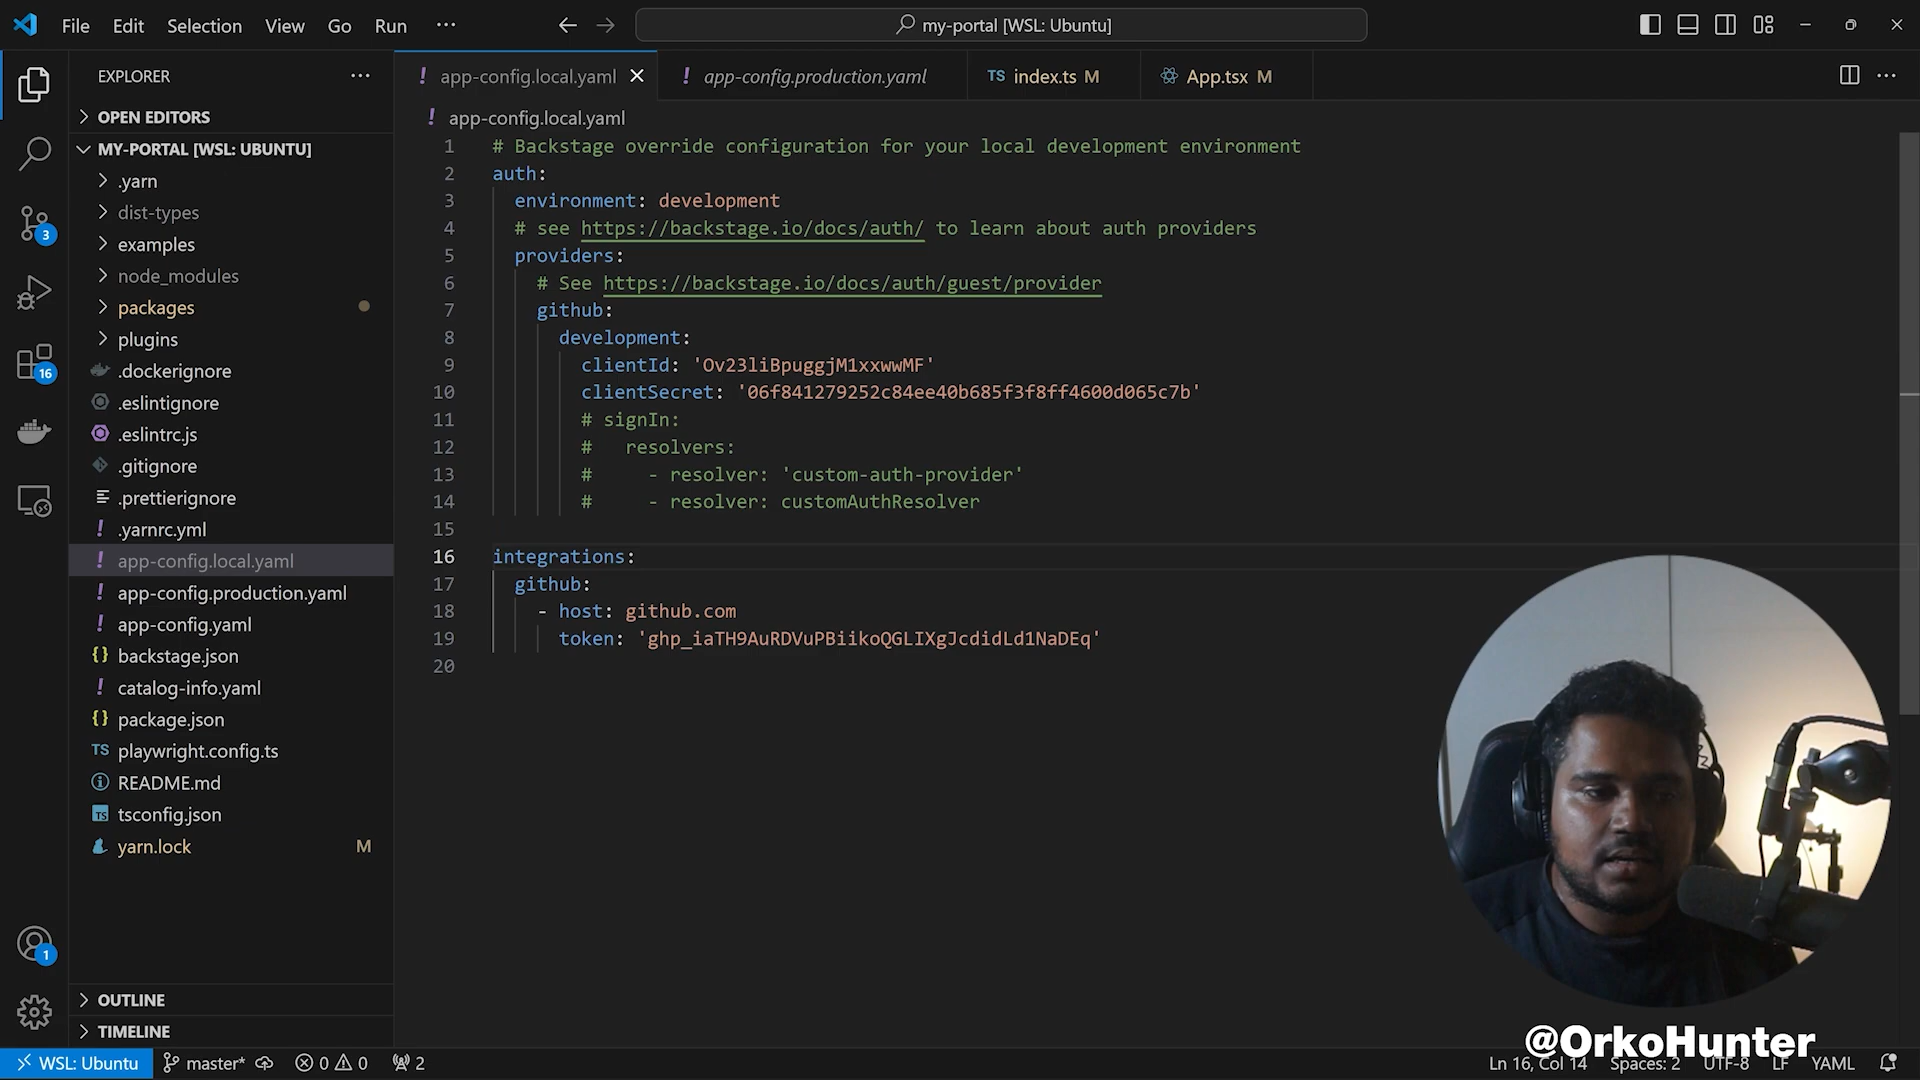 File Edit Selection View Go Run ···
my-portal [WSL: Ubuntu]
EXPLORER
OPEN EDITORS
MY-PORTAL [WSL: UBUNTU]
.yarn
dist-types
examples
node_modules
packages
plugins
.dockerignore
.eslintignore
.eslintrc.js
.gitignore
.prettierignore
! .yarnrc.yml
! app-config.local.yaml
! app-config.production.yaml
! app-config.yaml
{} backstage.json
! catalog-info.yaml
{} package.json
TS playwright.config.ts
README.md
TS tsconfig.json
yarn.lock M
OUTLINE
TIMELINE
3
16
1
! app-config.local.yaml
! app-config.production.yaml
TS index.ts M
App.tsx M
! app-config.local.yaml
1 # Backstage override configuration for your local development environment
2 auth:
3 environment: development
4 # see https://backstage.io/docs/auth/ to learn about auth providers
5 providers:
6 # See https://backstage.io/docs/auth/guest/provider
7 github:
8 development:
9 clientId: 'Ov23liBpuggjM1xxwwMF'
10 clientSecret: '06f841279252c84ee40b685f3f8ff4600d065c7b'
11 # signIn:
12 # resolvers:
13 # - resolver: 'custom-auth-provider'
14 # - resolver: customAuthResolver
15
16 integrations:
17 github:
18 - host: github.com
19 token: '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'
20
@OrkoHunter
WSL: Ubuntu master* 0 0 2
Ln 16, Col 14 Spaces: 2 UTF-8 LF YAML